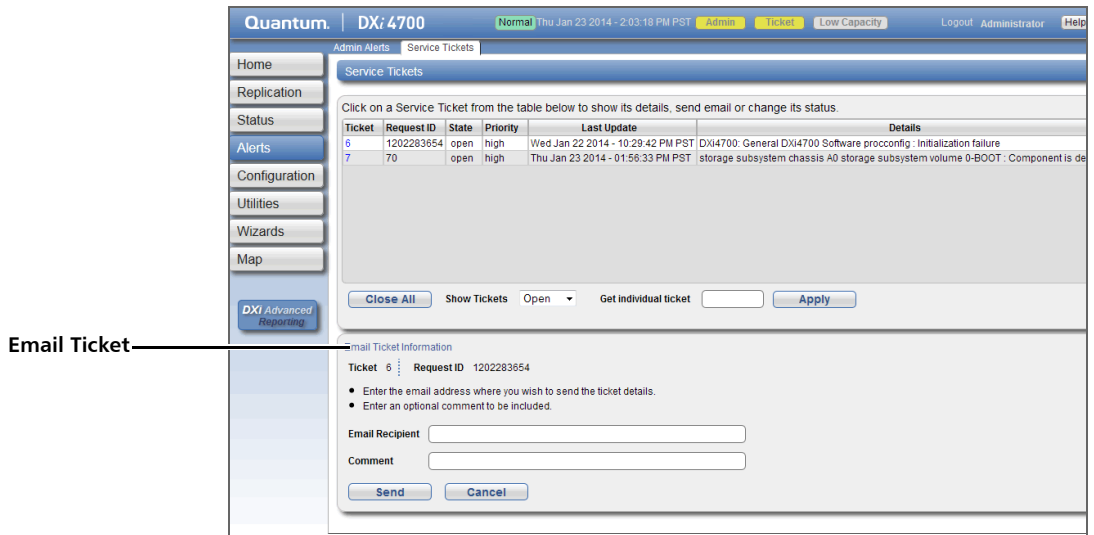 Quantum. DXi 4700 Normal Thu Jan 23 2014 - 2:03:18 PM PST Admin Ticket Low Capacity Logout Administrator Help
Admin Alerts Service Tickets
Home
Replication
Status
Alerts
Configuration
Utilities
Wizards
Map
DXi Advanced
Reporting
Service Tickets
Click on a Service Ticket from the table below to show its details, send email or change its status.
Ticket Request ID State Priority Last Update Details
6 1202283654 open high Wed Jan 22 2014 - 10:29:42 PM PST DXi4700: General DXi4700 Software procconfig : Initialization failure
7 70 open high Thu Jan 23 2014 - 01:56:33 PM PST storage subsystem chassis A0 storage subsystem volume 0-BOOT : Component is de
Close All Show Tickets Open Get individual ticket Apply
Email Ticket
Email Ticket Information
Ticket 6 Request ID 1202283654
• Enter the email address where you wish to send the ticket details.
• Enter an optional comment to be included.
Email Recipient
Comment
Send Cancel